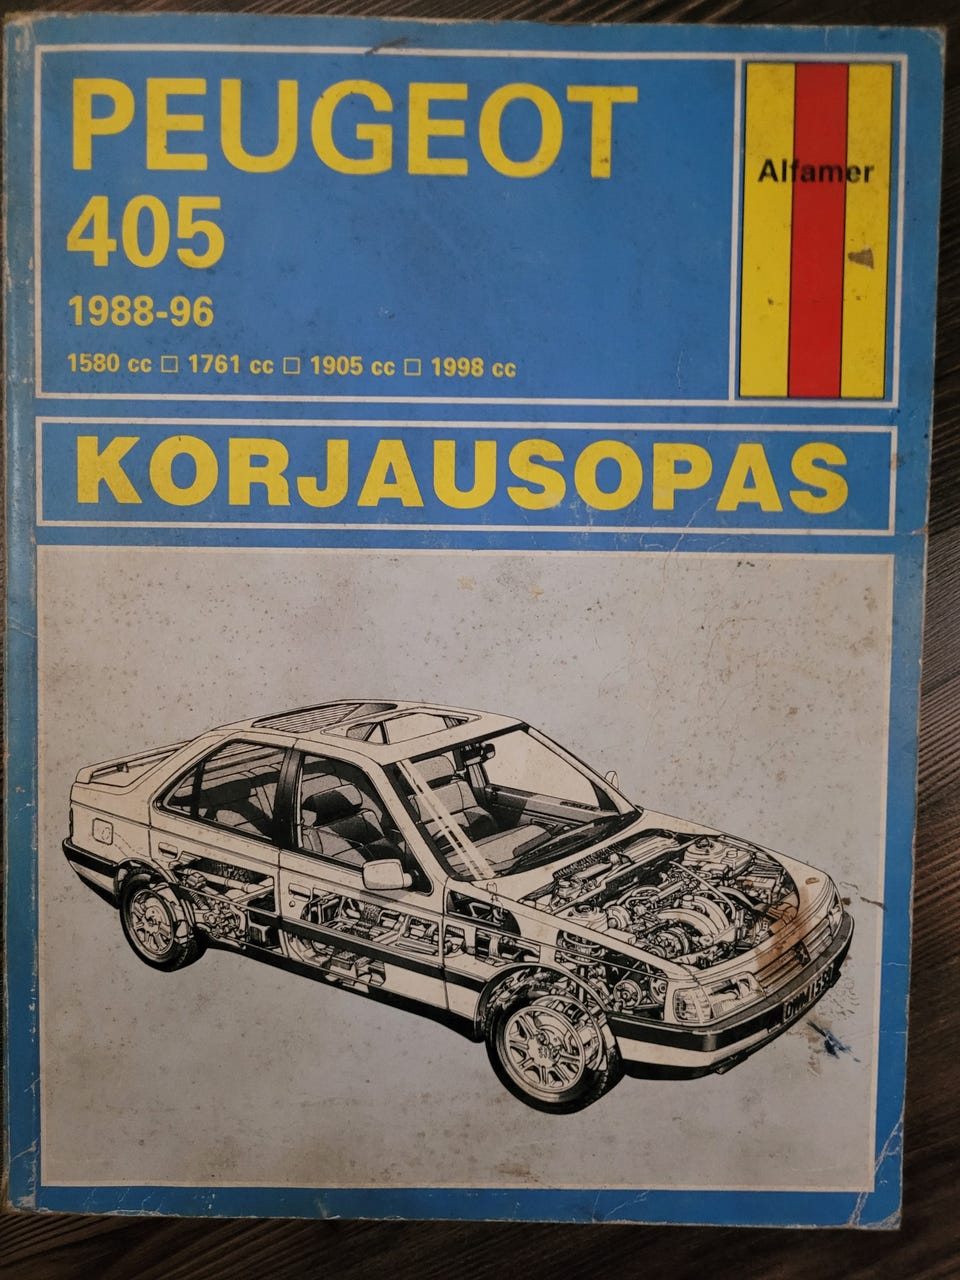 PEUGEOT
405
1988-96
1580 cc □ 1761 cc □ 1905 cc □ 1998 cc
Alfamer
KORJAUSOPAS